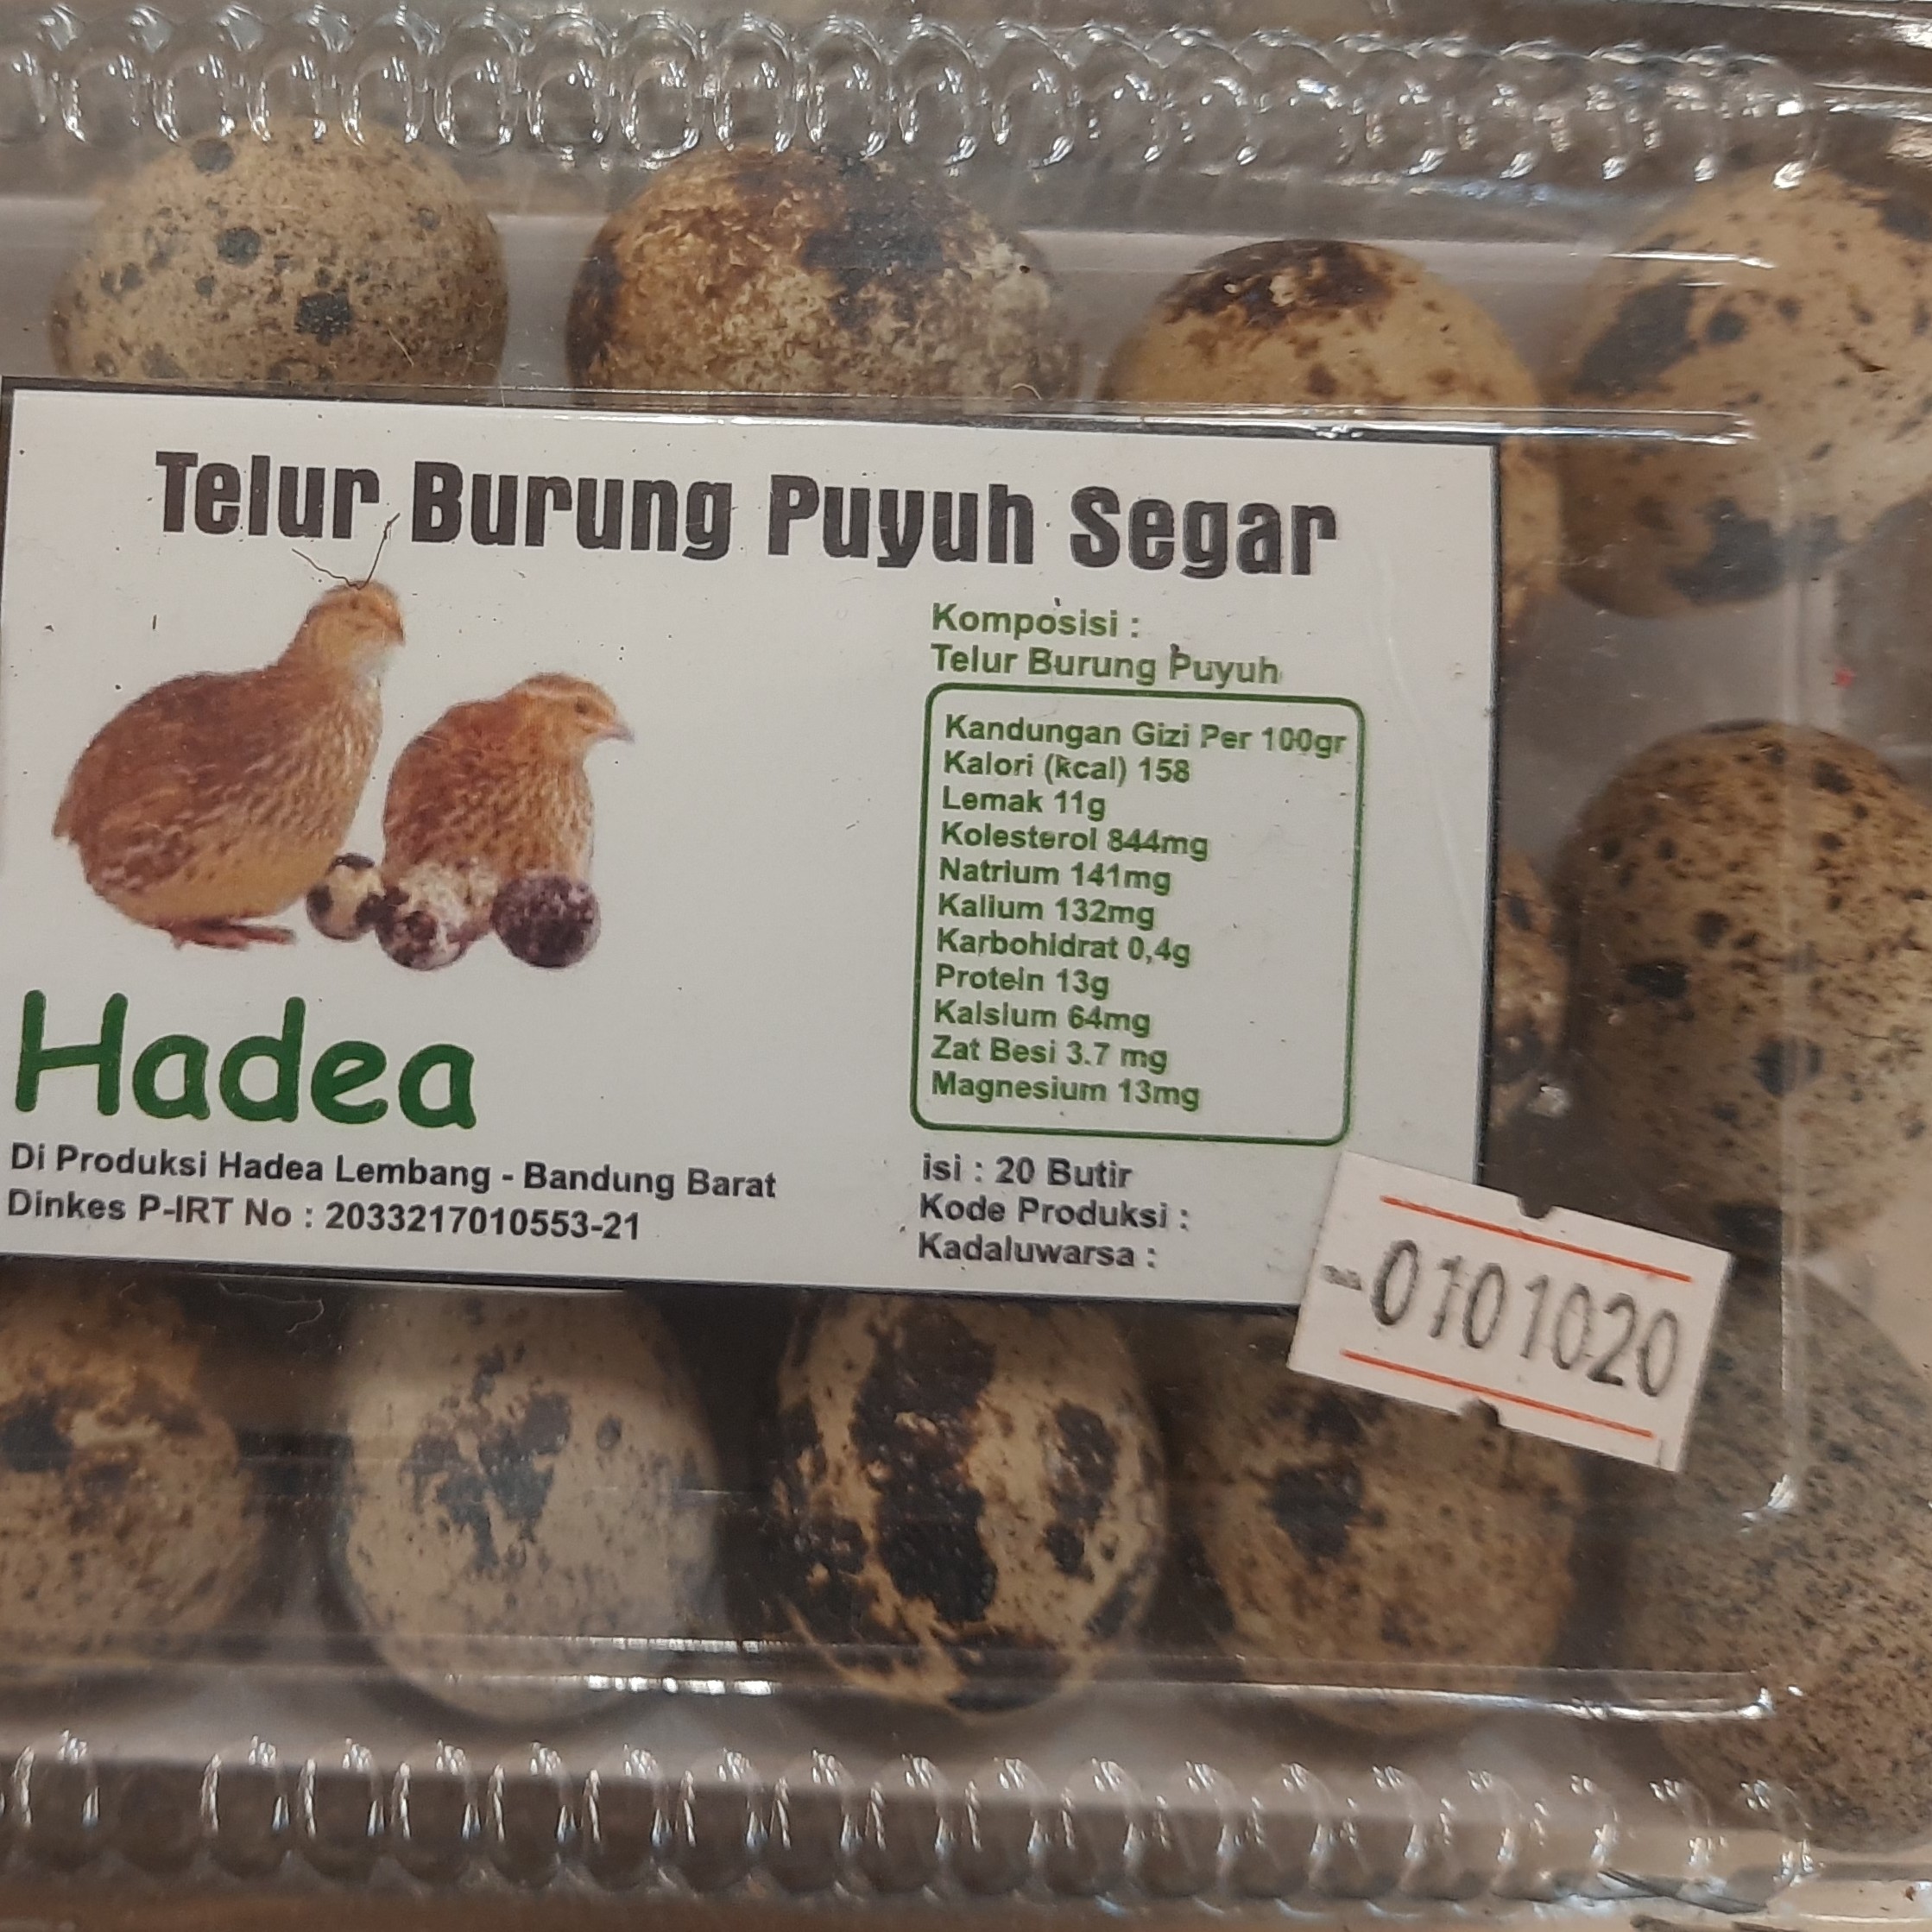 Telur Burung Puyuh Segar
Komposisi :
Telur Burung Puyuh
Kandungan Gizi Per 100gr
Kalori (kcal) 158
Lemak 11g
Kolesterol 844mg
Natrium 141mg
Kalium 132mg
Karbohidrat 0,4g
Protein 13g
Kalsium 64mg
Zat Besi 3.7 mg
Magnesium 13mg
Hadea
Di Produksi Hadea Lembang - Bandung Barat
Dinkes P-IRT No : 2033217010553-21
isi : 20 Butir
Kode Produksi :
Kadaluwarsa :
0101020